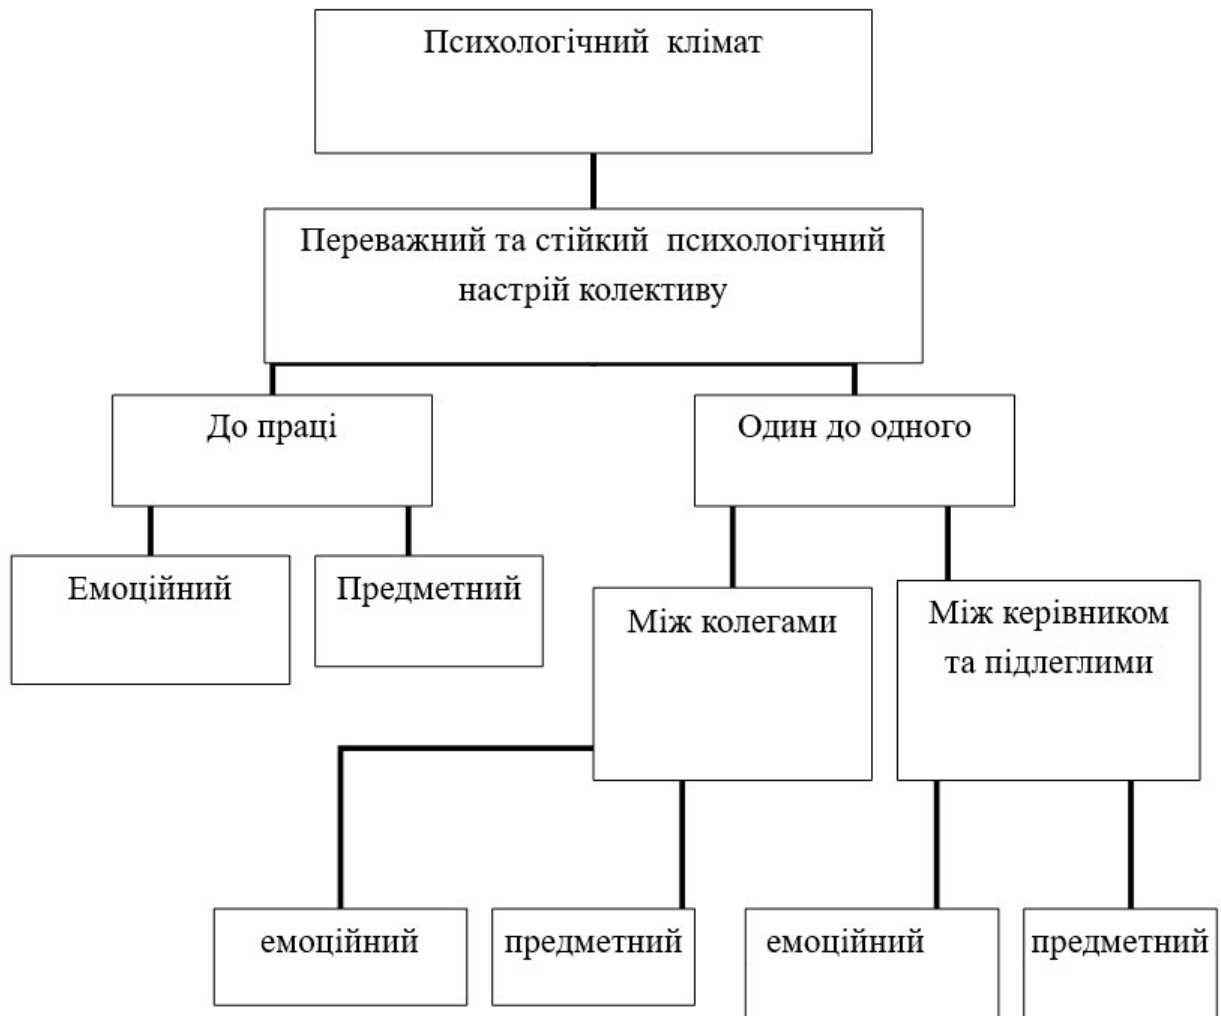 Психологічний клімат
Переважний та стійкий психологічний
настрій колективу
До праці
Один до одного
Емоційний
Предметний
Між колегами
Між керівником
та підлеглими
емоційний
предметний
емоційний
предметний